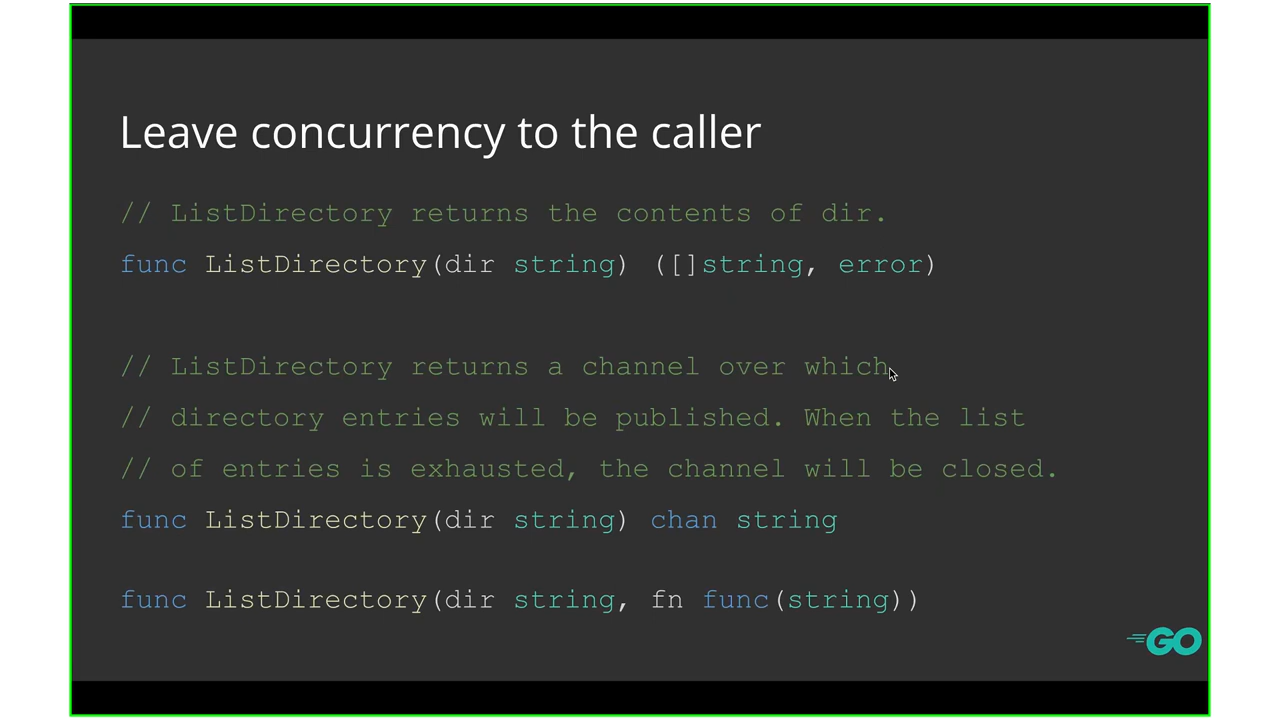 Leave concurrency to the caller
// ListDirectory returns the contents of dir.
func ListDirectory(dir string) ([]string, error)
// ListDirectory returns a channel over which
// directory entries will be published. When the list
// of entries is exhausted, the channel will be closed.
func ListDirectory(dir string) chan string
func ListDirectory(dir string, fn func(string))
GO